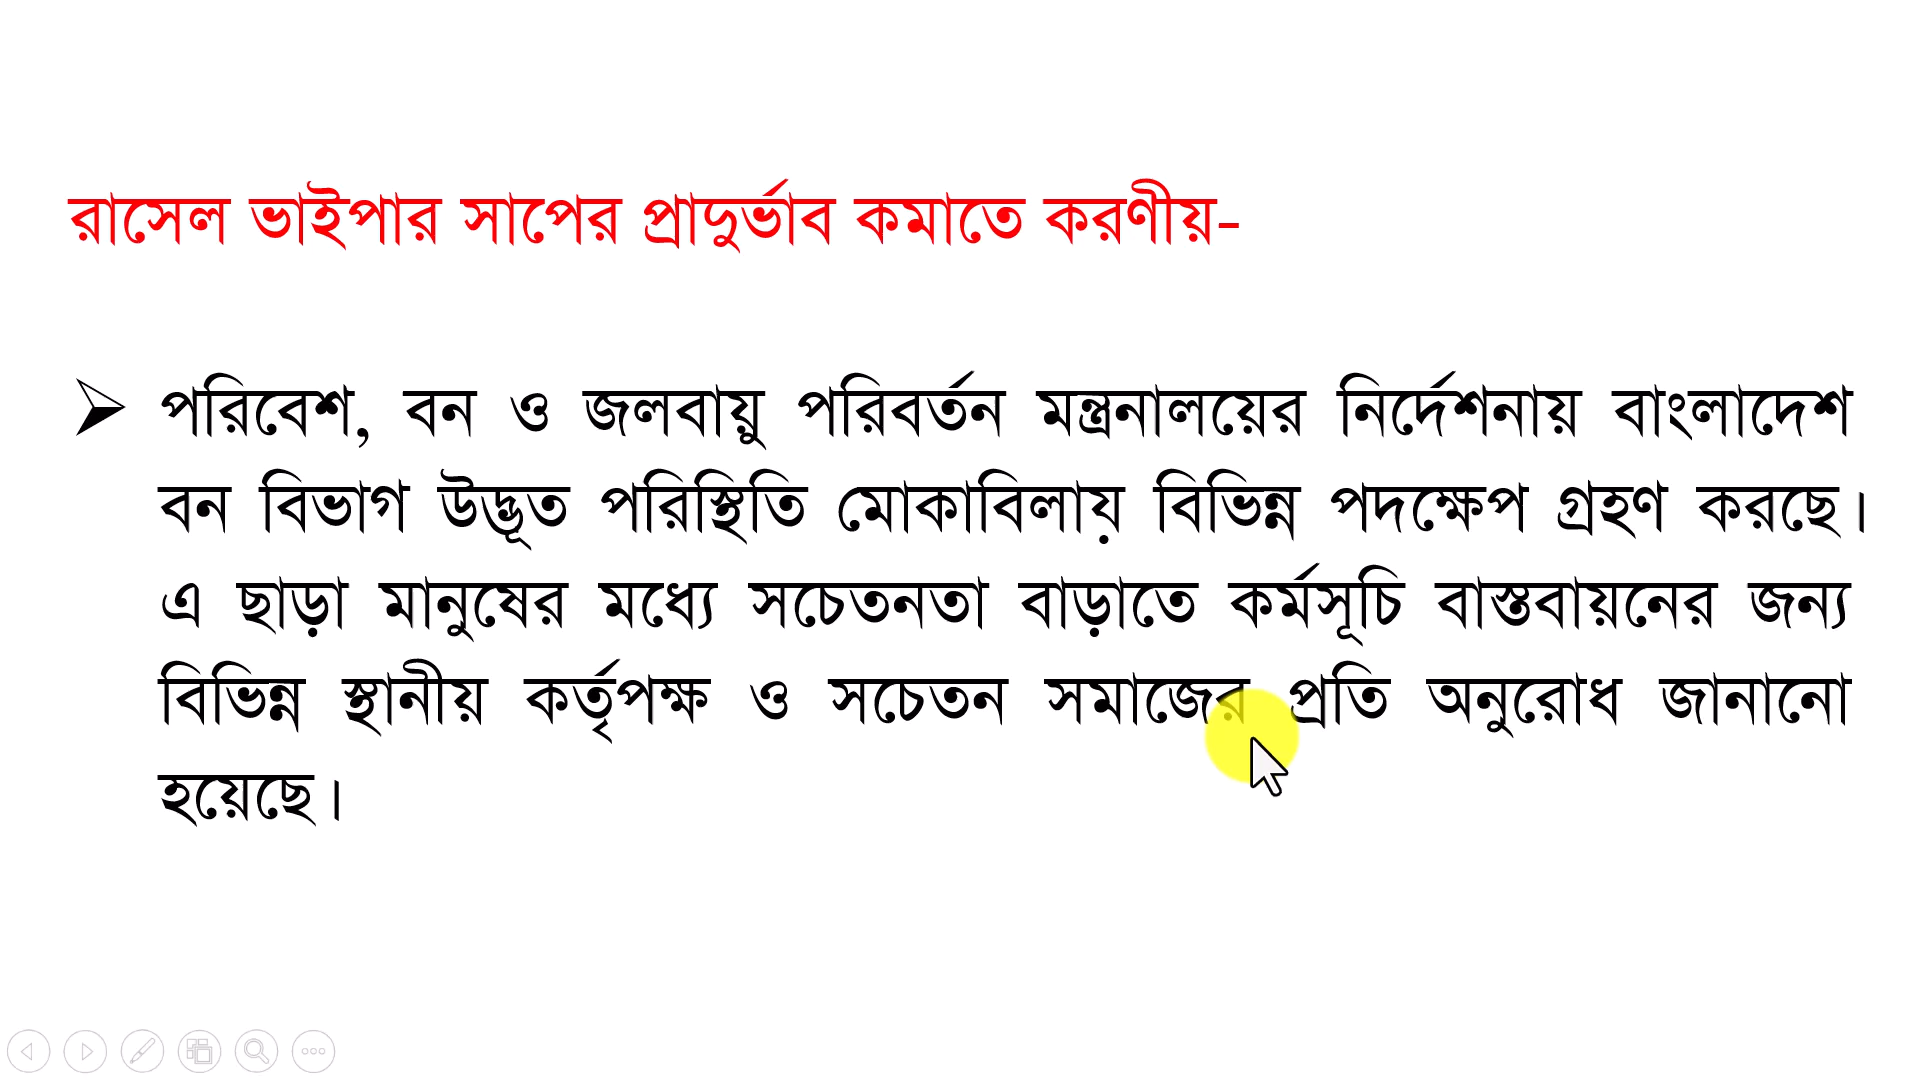 রাসেল ভাইপার সাপের প্রাদুর্ভাব কমাতে করণীয়-
➢ পরিবেশ, বন ও জলবায়ু পরিবর্তন মন্ত্রনালয়ের নির্দেশনায় বাংলাদেশ
বন বিভাগ উদ্ভূত পরিস্থিতি মোকাবিলায় বিভিন্ন পদক্ষেপ গ্রহণ করছে।
এ ছাড়া মানুষের মধ্যে সচেতনতা বাড়াতে কর্মসূচি বাস্তবায়নের জন্য
বিভিন্ন স্থানীয় কর্তৃপক্ষ ও সচেতন সমাজের প্রতি অনুরোধ জানানো
হয়েছে।